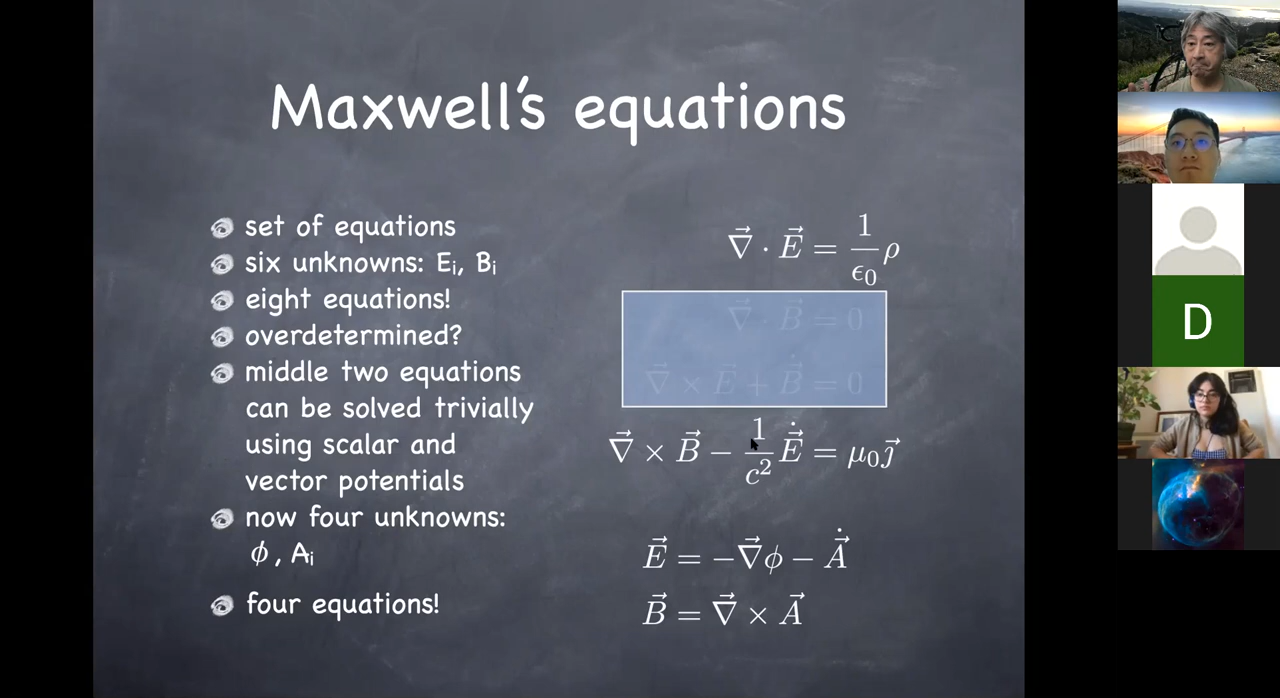 Maxwell's equations
set of equations
six unknowns: Eᵢ, Bᵢ
eight equations!
overdetermined?
middle two equations
can be solved trivially
using scalar and
vector potentials
now four unknowns:
ϕ, Aᵢ
four equations!
∇⃗ · E⃗ = 1/ϵ₀ ρ
∇⃗ · B⃗ = 0
∇⃗ × E⃗ + Ḃ⃗ = 0
∇⃗ × B⃗ − 1/c² Ė⃗ = μ₀ȷ⃗
E⃗ = −∇⃗ϕ − Ȧ⃗
B⃗ = ∇⃗ × A⃗
D